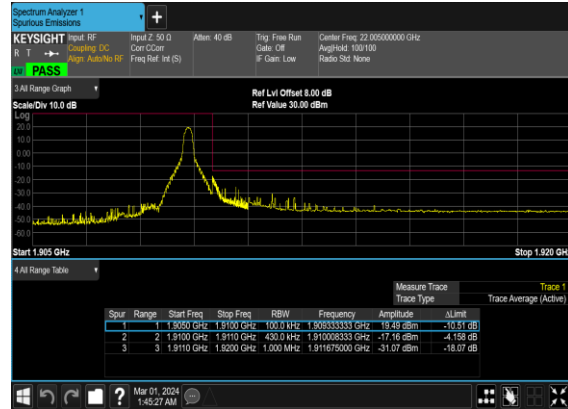 Spectrum Analyzer 1
Spurious Emissions
KEYSIGHT Input: RF Input Z: 50 Ω Atten: 40 dB Trig: Free Run Center Freq: 22.005000000 GHz
R T Coupling: DC Corr CCorr Gate: Off Avg|Hold: 100/100
Align: Auto/No RF Freq Ref: Int (S) IF Gain: Low Radio Std: None
PASS
3 All Range Graph
Ref Lvl Offset 8.00 dB
Scale/Div 10.0 dB Ref Value 30.00 dBm
Log
20.0
10.0
0.00
-10.0
-20.0
-30.0
-40.0
-50.0
-60.0
Start 1.905 GHz Stop 1.920 GH
4 All Range Table
Measure Trace Trace 1
Trace Type Trace Average (Active)
Spur Range Start Freq Stop Freq RBW Frequency Amplitude ΔLimit
1 1 1.9050 GHz 1.9100 GHz 100.0 kHz 1.909333333 GHz 19.49 dBm -10.51 dB
2 2 1.9100 GHz 1.9110 GHz 430.0 kHz 1.910008333 GHz -17.16 dBm -4.158 dB
3 3 1.9110 GHz 1.9200 GHz 1.000 MHz 1.911675000 GHz -31.07 dBm -18.07 dB
Mar 01, 2024
1:45:27 AM